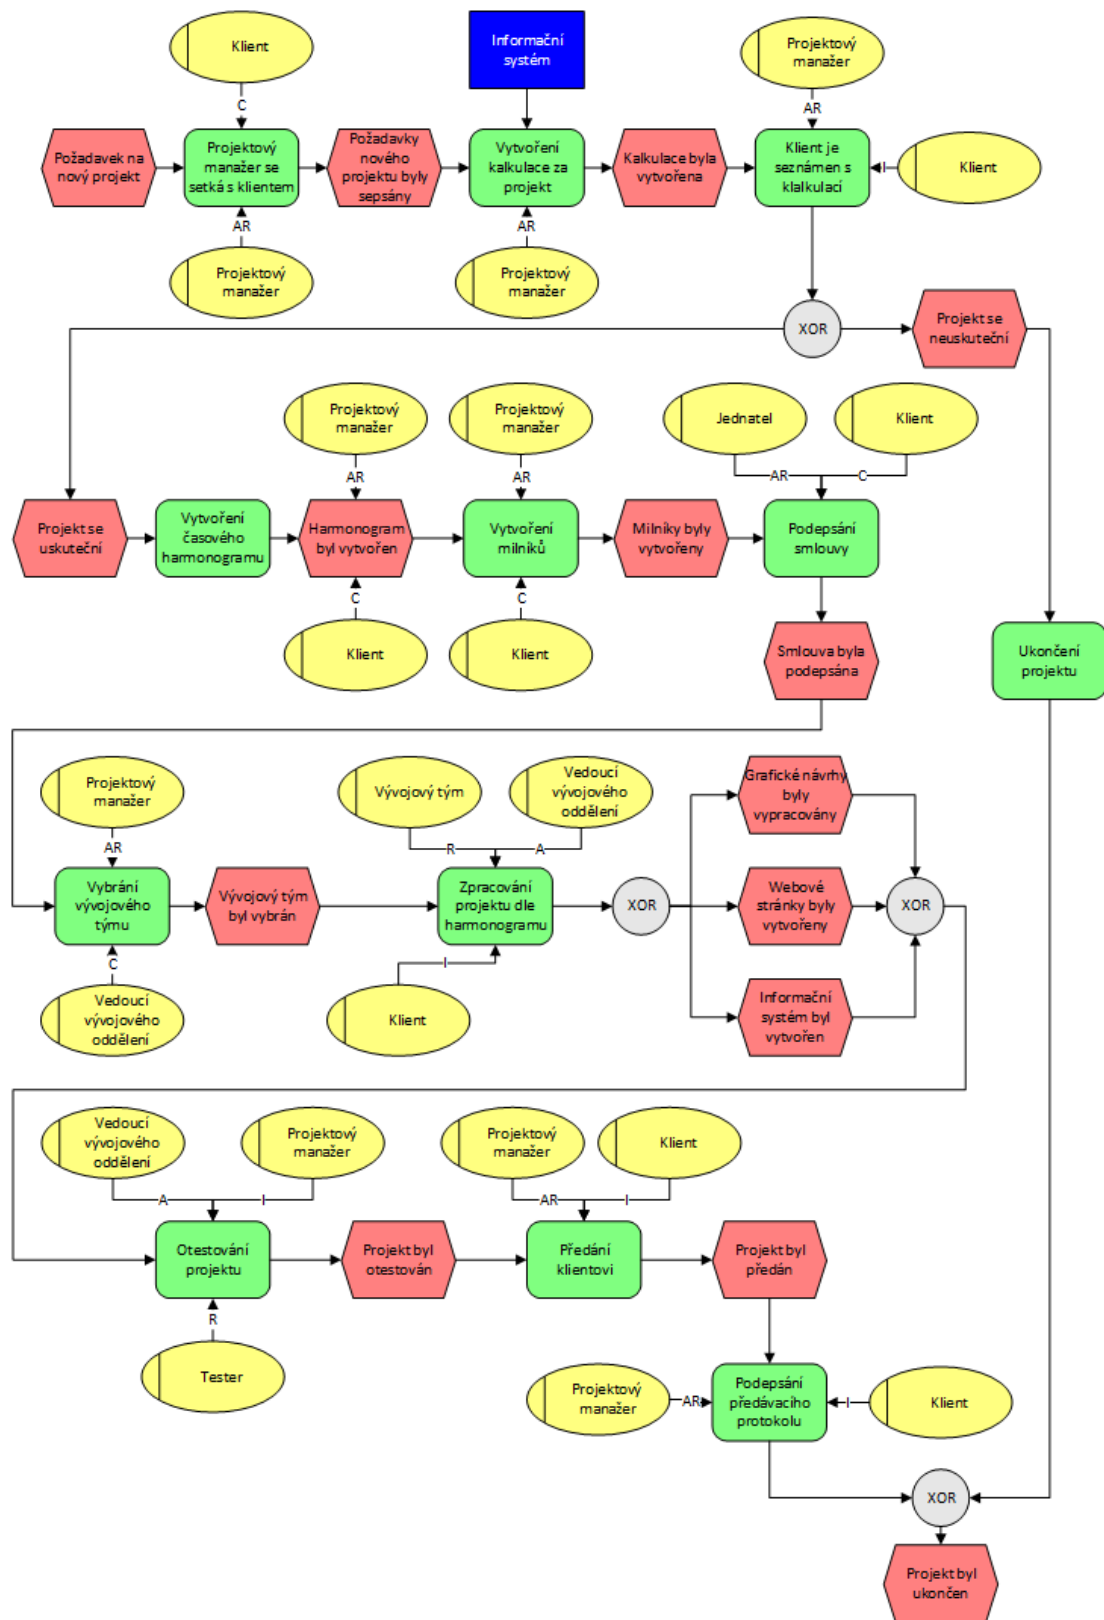 Klient
Informační
systém
Projektový
manažer
C
AR
Požadavek na
nový projekt
Projektový
manažer se
setká s klientem
Požadavky
nového
projektu byly
sepsány
Vytvoření
kalkulace za
projekt
Kalkulace byla
vytvořena
Klient je
seznámen s
klalkulací
I
Klient
AR
AR
Projektový
manažer
Projektový
manažer
XOR
Projekt se
neuskuteční
Projektový
manažer
Projektový
manažer
Jednatel
Klient
AR
AR
AR
C
Projekt se
uskuteční
Vytvoření
časového
harmonogramu
Harmonogram
byl vytvořen
Vytvoření
milníků
Milníky byly
vytvořeny
Podepsání
smlouvy
C
C
Klient
Klient
Smlouva byla
podepsána
Ukončení
projektu
Projektový
manažer
Vývojový tým
Vedoucí
vývojového
oddělení
Grafické návrhy
byly
vypracovány
AR
R
A
Vybrání
vývojového
týmu
Vývojový tým
byl vybrán
Zpracování
projektu dle
harmonogramu
XOR
Webové
stránky byly
vytvořeny
XOR
C
I
Vedoucí
vývojového
oddělení
Klient
Informační
systém byl
vytvořen
Vedoucí
vývojového
oddělení
Projektový
manažer
Projektový
manažer
Klient
A
I
AR
I
Otestování
projektu
Projekt byl
otestován
Předání
klientovi
Projekt byl
předán
R
Tester
Projektový
manažer
AR
Podepsání
předávacího
protokolu
I
Klient
XOR
Projekt byl
ukončen